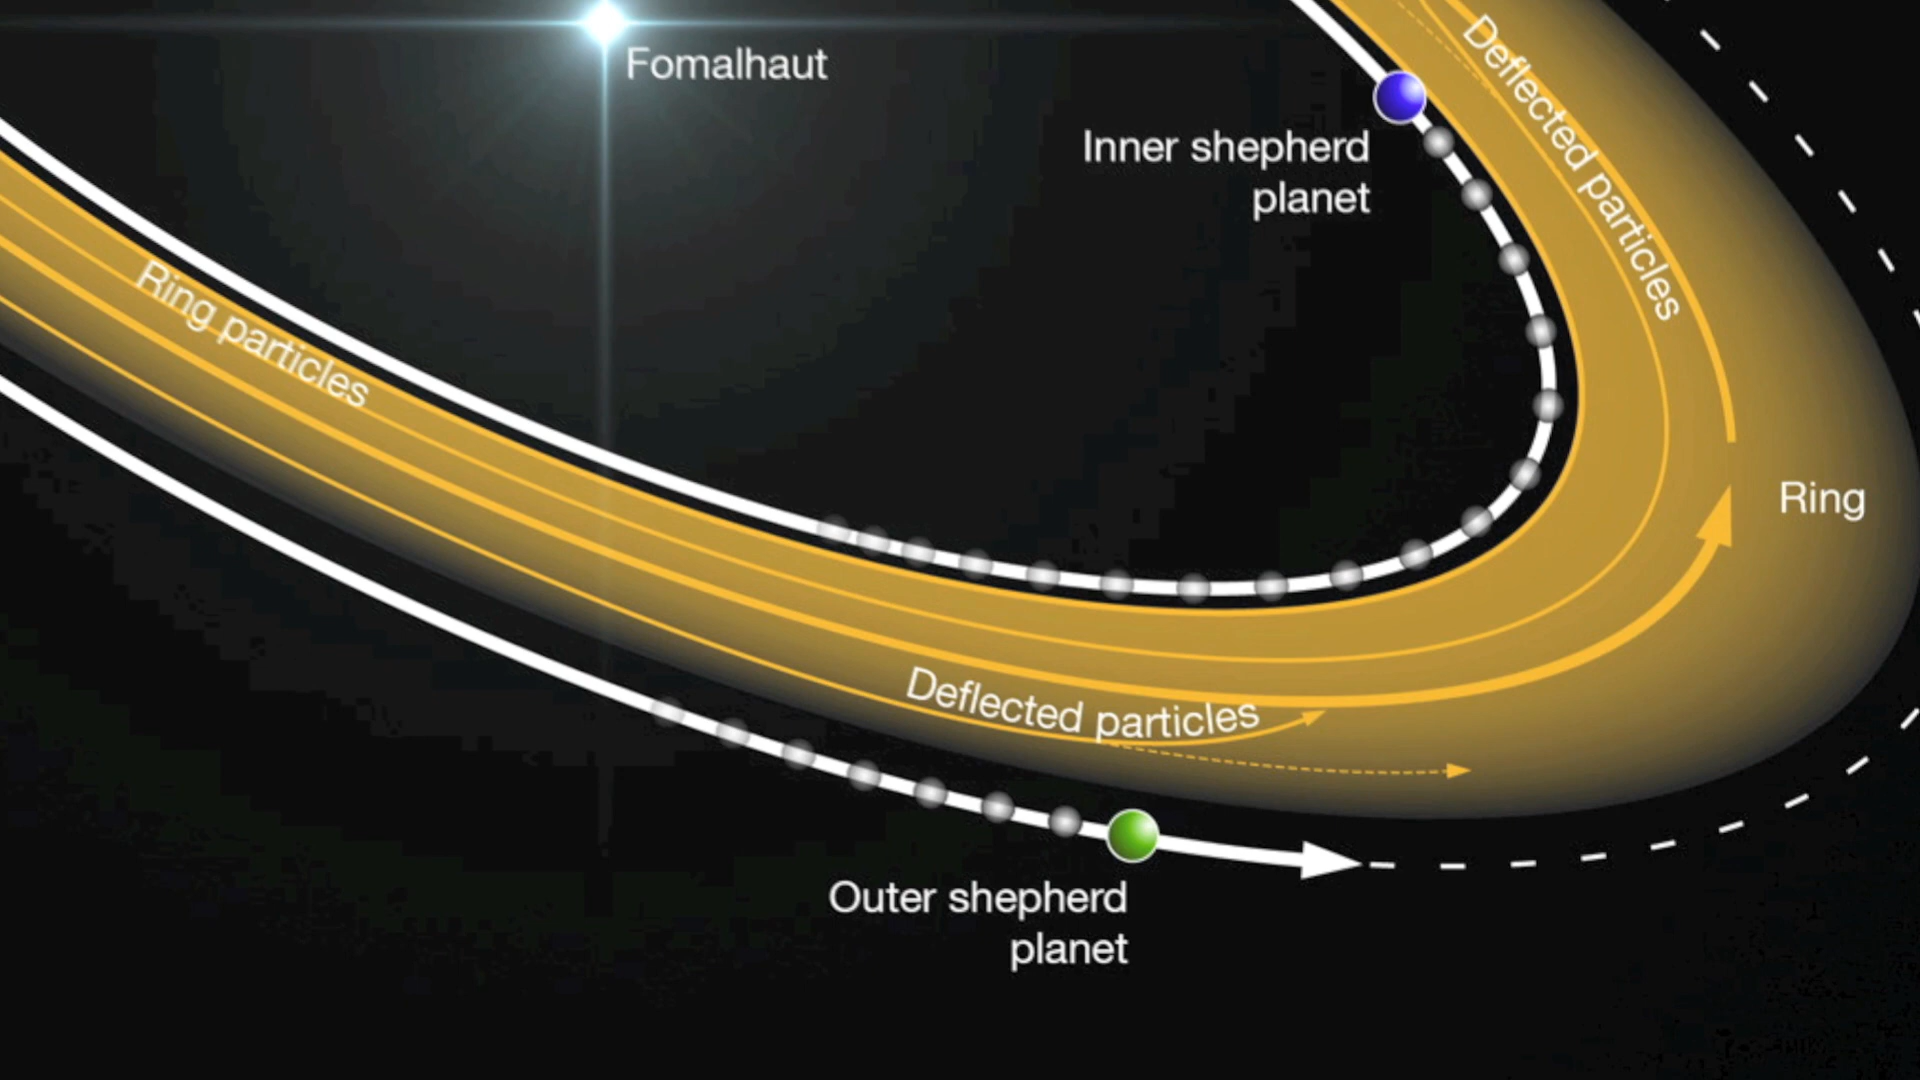 Fomalhaut
Deflected particles
Inner shepherd
planet
Ring particles
Ring
Deflected particles
Outer shepherd
planet